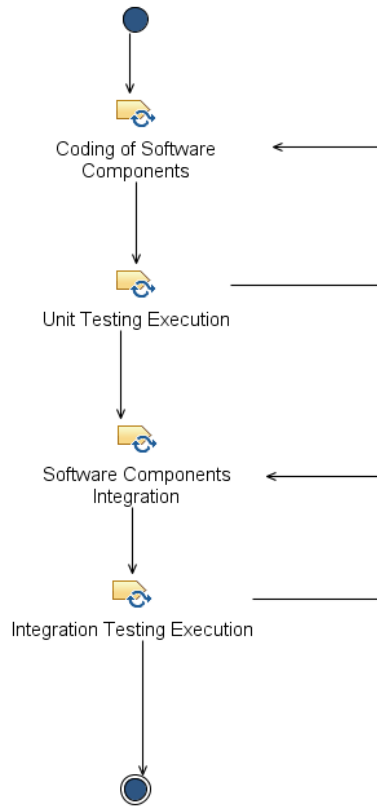 Coding of Software
Components
Unit Testing Execution
Software Components
Integration
Integration Testing Execution